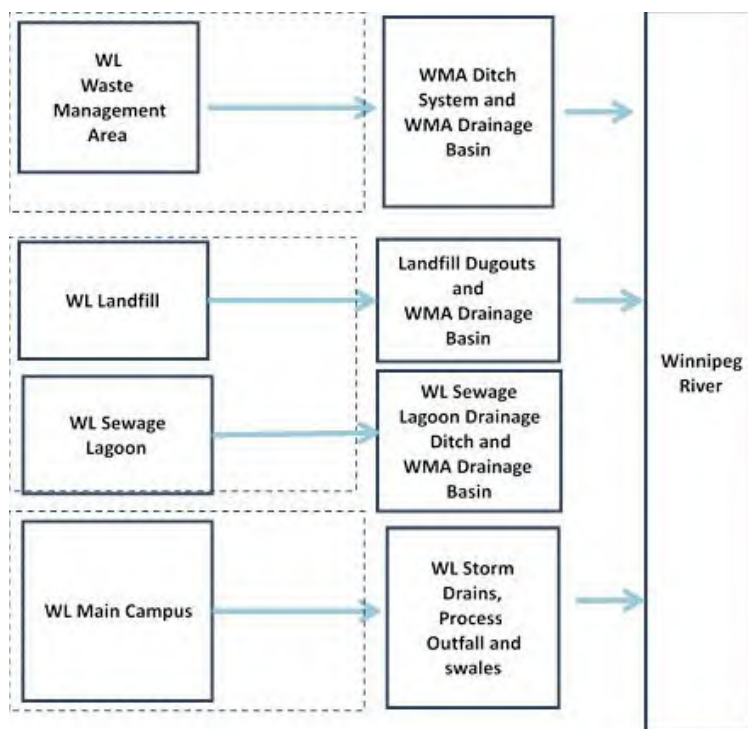 WL
Waste
Management
Area
WMA Ditch
System and
WMA Drainage
Basin
WL Landfill
Landfill Dugouts
and
WMA Drainage
Basin
WL Sewage
Lagoon
WL Sewage
Lagoon Drainage
Ditch and
WMA Drainage
Basin
WL Main Campus
WL Storm
Drains,
Process
Outfall and
swales
Winnipeg
River